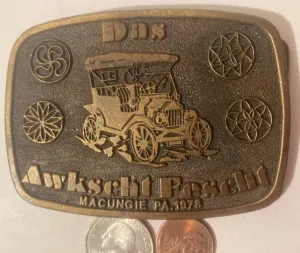 Das
Awkscht Fescht
MACUNGIE PA. 1978